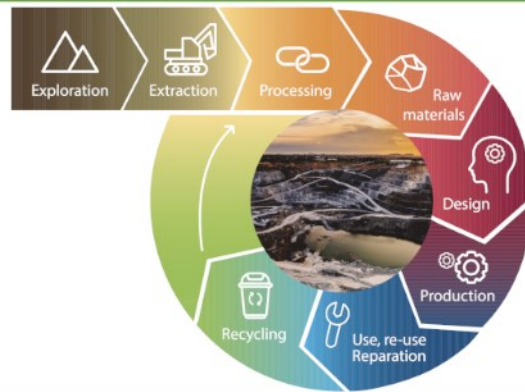 Exploration
Extraction
Processing
Raw
materials
Design
Production
Use, re-use
Reparation
Recycling